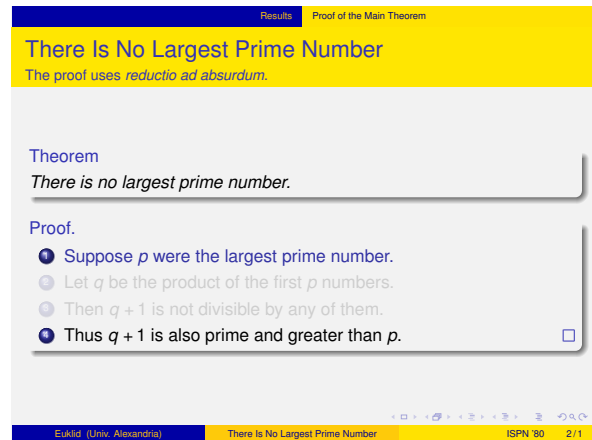 Results Proof of the Main Theorem
There Is No Largest Prime Number
The proof uses reductio ad absurdum.
Theorem
There is no largest prime number.
Proof.
1 Suppose p were the largest prime number.
2 Let q be the product of the first p numbers.
3 Then q + 1 is not divisible by any of them.
4 Thus q + 1 is also prime and greater than p. □
Euklid (Univ. Alexandria) There Is No Largest Prime Number ISPN '80 2 / 1